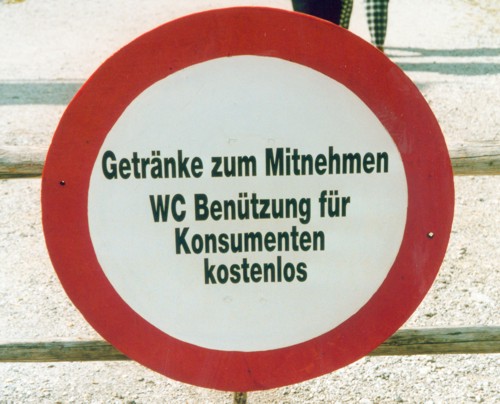 Getränke zum Mitnehmen
WC Benützung für
Konsumenten
kostenlos